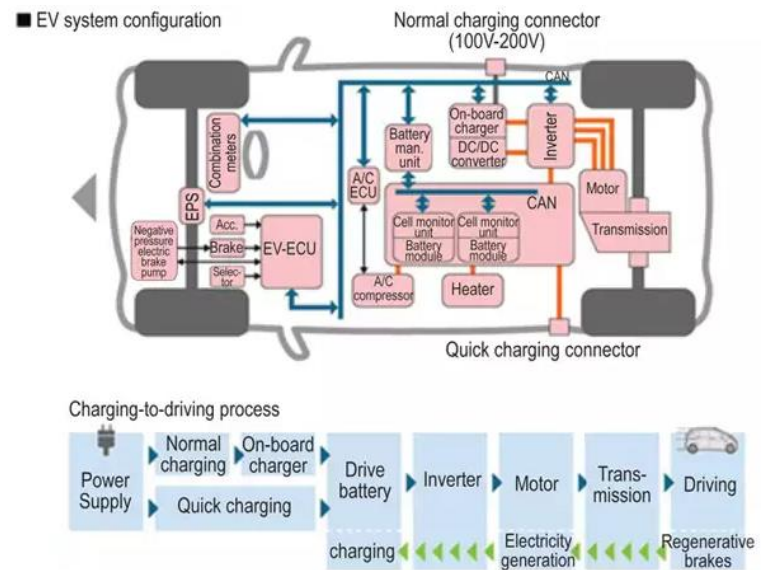 ■ EV system configuration
Normal charging connector
(100V-200V)
CAN
Combination
meters
Battery
man.
unit
On-board
charger
DC/DC
converter
Inverter
A/C
ECU
EPS
CAN
Motor
Transmission
Cell monitor
unit
Battery
module
Cell monitor
unit
Battery
module
Negative
pressure
electric
brake
pump
Acc.
Brake
Selec-
tor
EV-ECU
A/C
compressor
Heater
Quick charging connector
Charging-to-driving process
Power
Supply
Normal
charging
On-board
charger
Quick charging
Drive
battery
Inverter
Motor
Trans-
mission
Driving
charging
Electricity
generation
Regenerative
brakes